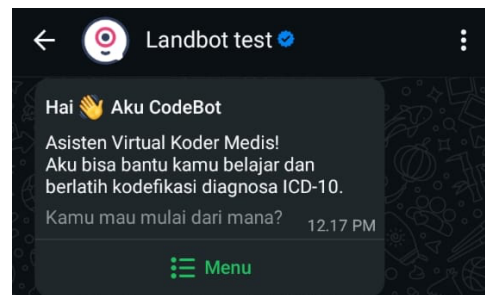 Landbot test
Hai 👋 Aku CodeBot
Asisten Virtual Koder Medis!
Aku bisa bantu kamu belajar dan
berlatih kodefikasi diagnosa ICD-10.
Kamu mau mulai dari mana?
12.17 PM
Menu